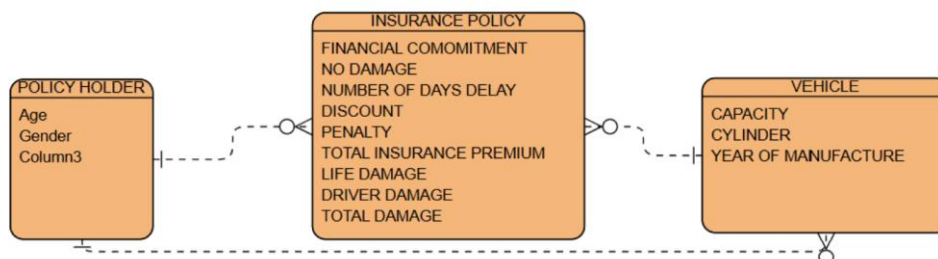 POLICY HOLDER
Age
Gender
Column3
INSURANCE POLICY
FINANCIAL COMOMITMENT
NO DAMAGE
NUMBER OF DAYS DELAY
DISCOUNT
PENALTY
TOTAL INSURANCE PREMIUM
LIFE DAMAGE
DRIVER DAMAGE
TOTAL DAMAGE
VEHICLE
CAPACITY
CYLINDER
YEAR OF MANUFACTURE